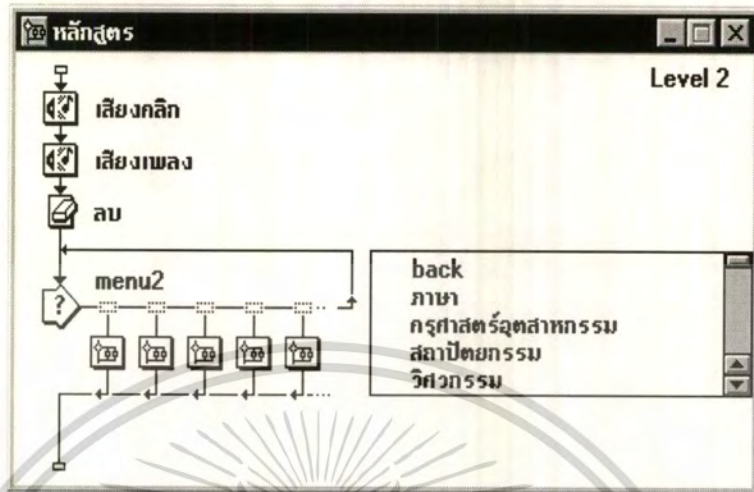 หลักสูตร
Level 2
เสียงคลิก
เสียงเพลง
ลบ
menu2
back
ภาษา
ครุศาสตร์อุตสาหกรรม
สถาปัตยกรรม
วิศวกรรม